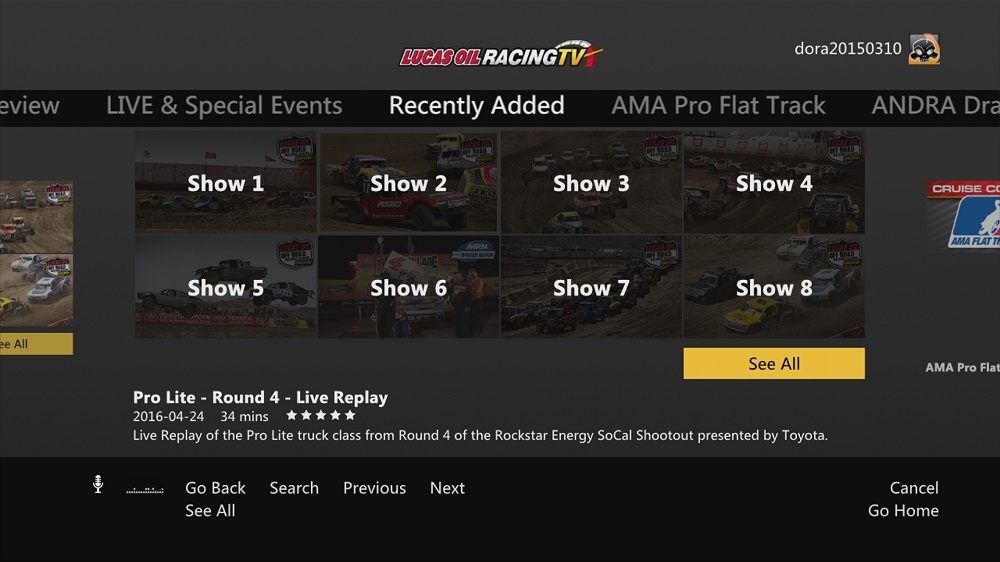 LUCAS OIL RACING TV
dora20150310
eview
LIVE & Special Events
Recently Added
AMA Pro Flat Track
ANDRA Dra
Show 1
Show 2
Show 3
Show 4
CRUISE CO
AMA FLAT T
Show 5
Show 6
Show 7
Show 8
ee All
See All
AMA Pro Flat
Pro Lite - Round 4 - Live Replay
2016-04-24 34 mins
Live Replay of the Pro Lite truck class from Round 4 of the Rockstar Energy SoCal Shootout presented by Toyota.
Go Back Search Previous Next
Cancel
See All
Go Home